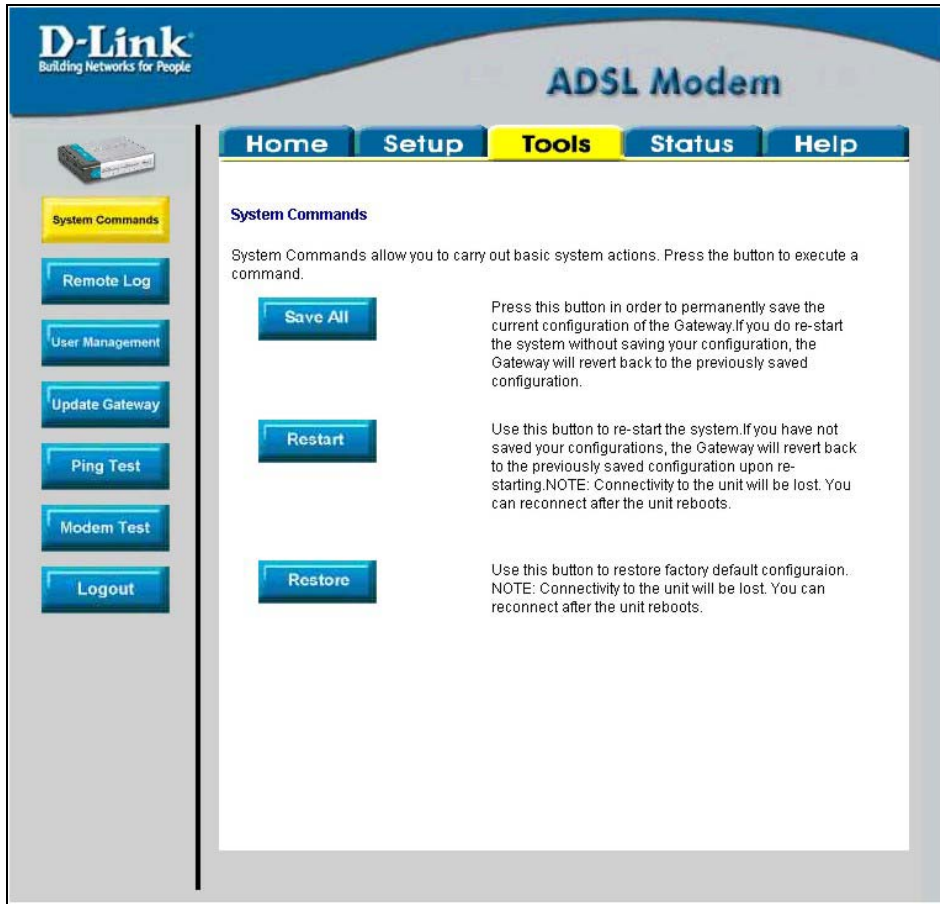 D-Link
Building Networks for People
ADSL Modem
Home
Setup
Tools
Status
Help
System Commands
Remote Log
User Management
Update Gateway
Ping Test
Modem Test
Logout
System Commands
System Commands allow you to carry out basic system actions. Press the button to execute a
command.
Save All
Press this button in order to permanently save the
current configuration of the Gateway.If you do re-start
the system without saving your configuration, the
Gateway will revert back to the previously saved
configuration.
Restart
Use this button to re-start the system.If you have not
saved your configurations, the Gateway will revert back
to the previously saved configuration upon re-
starting.NOTE: Connectivity to the unit will be lost. You
can reconnect after the unit reboots.
Restore
Use this button to restore factory default configuraion.
NOTE: Connectivity to the unit will be lost. You can
reconnect after the unit reboots.